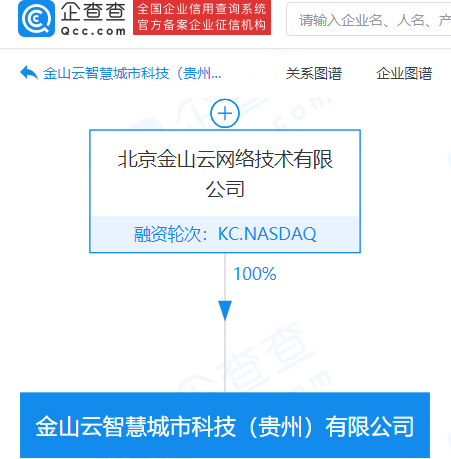 企查查
Qcc.com
全国企业信用查询系统
官方备案企业征信机构
请输入企业名、人名、产
金山云智慧城市科技（贵州...
关系图谱
企业图谱
北京金山云网络技术有限
公司
融资轮次：KC.NASDAQ
100%
金山云智慧城市科技（贵州）有限公司
企查查